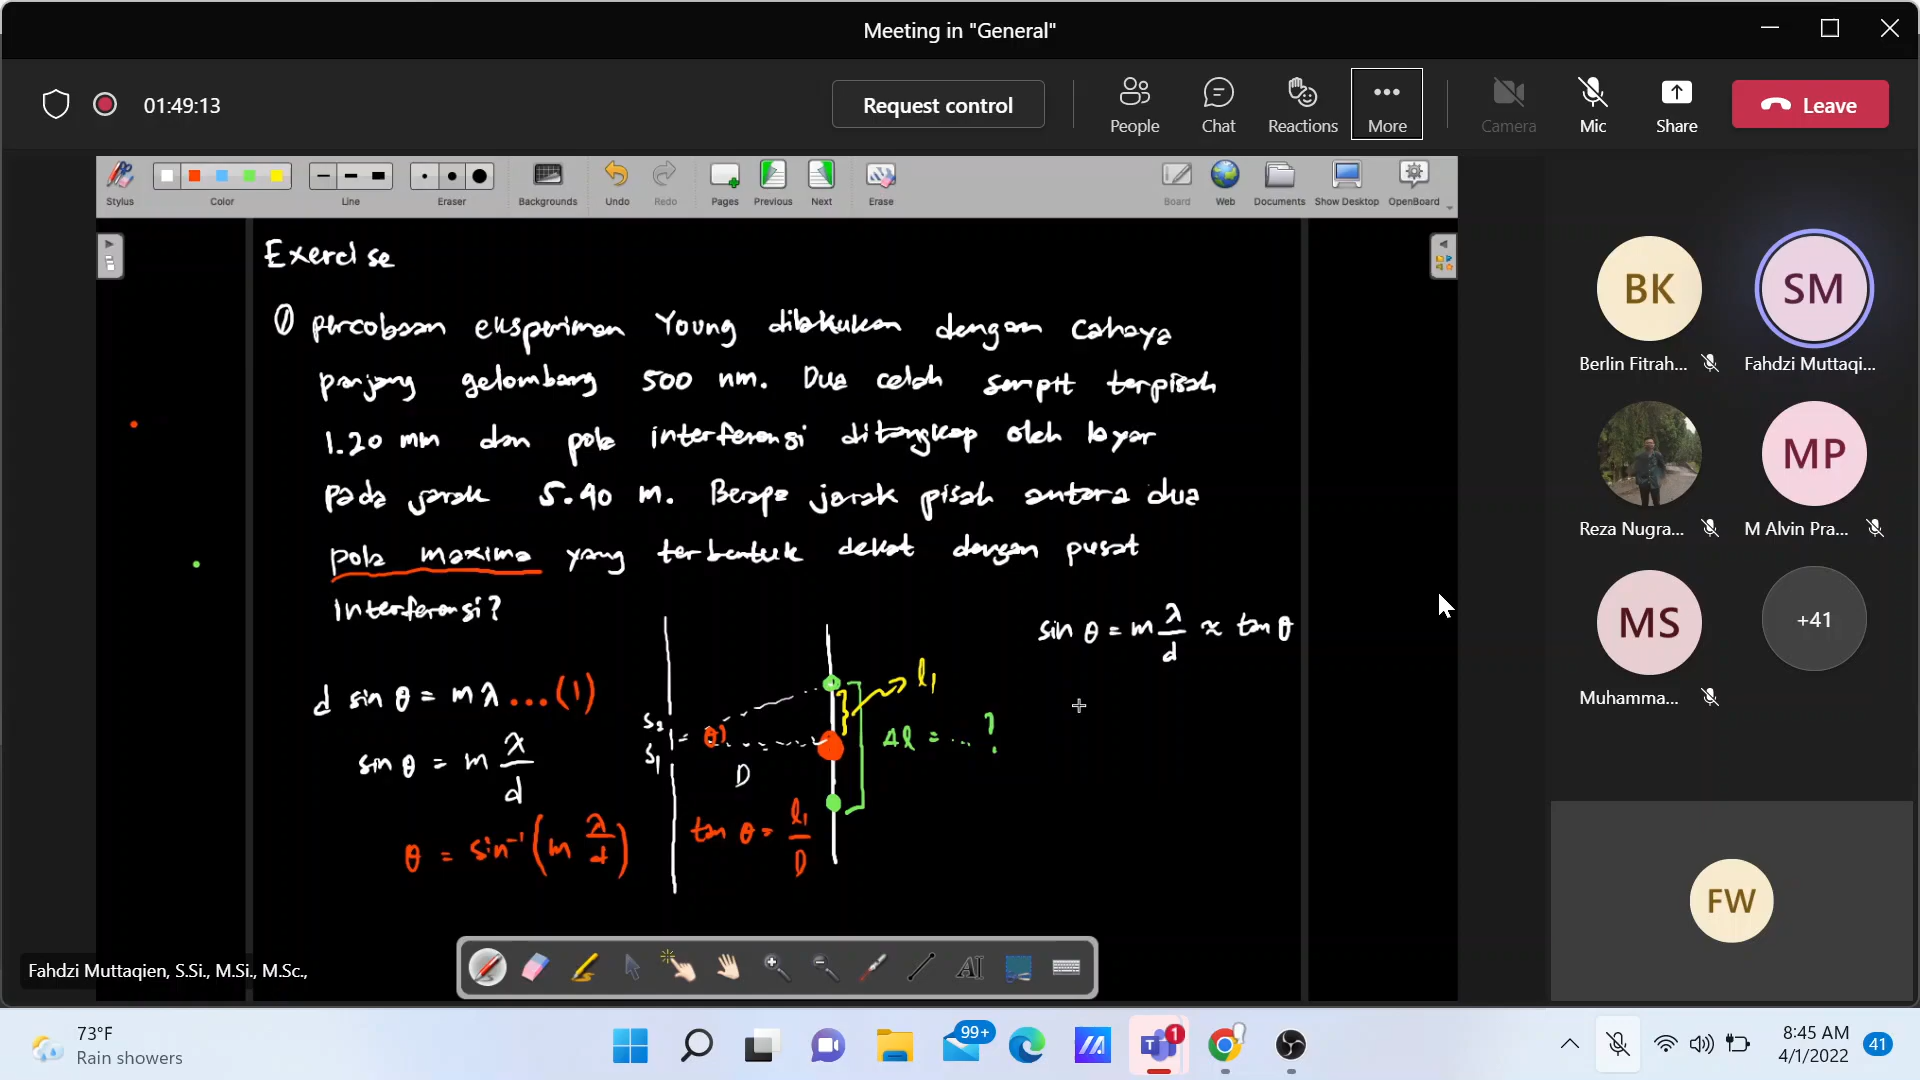 Meeting in "General"
01:49:13
Request control
People
Chat
Reactions
More
Camera
Mic
Share
Leave
Stylus
Color
Line
Eraser
Backgrounds
Undo
Redo
Pages
Previous
Next
Erase
Board
Web
Documents
Show Desktop
OpenBoard
Exercise
① percobaan eksperimen Young dilakukan dengan cahaya
panjang gelombang 500 nm. Dua celah sempit terpisah
1.20 mm dan pola interferensi ditangkap oleh layar
pada jarak 5.40 m. Berapa jarak pisah antara dua
pola maxima yang terbentuk dekat dengan pusat
interferensi?
sin θ = m λ/d ≈ tan θ
d sin θ = m λ ... (1)
sin θ = m λ/d
θ = sin⁻¹ (m λ/d)
S₂
S₁
θ
D
l₁
Δl = ... ?
tan θ = l₁/D
BK
SM
Berlin Fitrah...
Fahdzi Muttaqi...
MP
Reza Nugra...
M Alvin Pra...
MS
+41
Muhamma...
FW
Fahdzi Muttaqien, S.Si., M.Si., M.Sc.,
73°F
Rain showers
99+
1
8:45 AM
4/1/2022
41